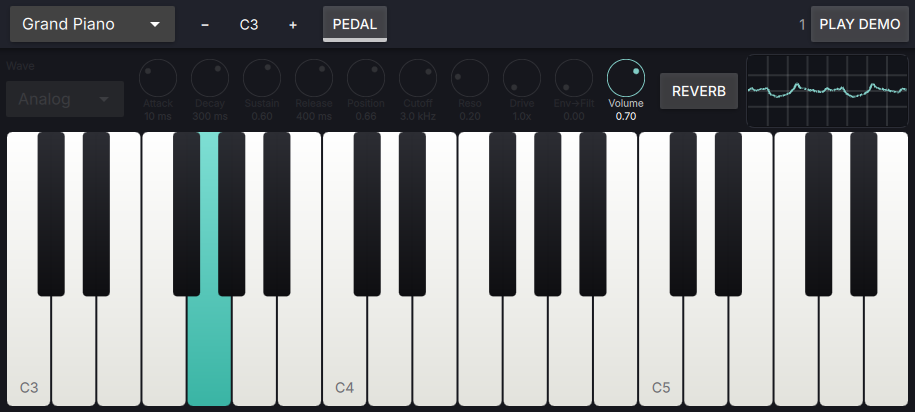 Grand Piano
− C3 +
PEDAL
1
PLAY DEMO
Wave
Analog
Attack
10 ms
Decay
300 ms
Sustain
0.60
Release
400 ms
Position
0.66
Cutoff
3.0 kHz
Reso
0.20
Drive
1.0x
Env→Filt
0.00
Volume
0.70
REVERB
C3
C4
C5